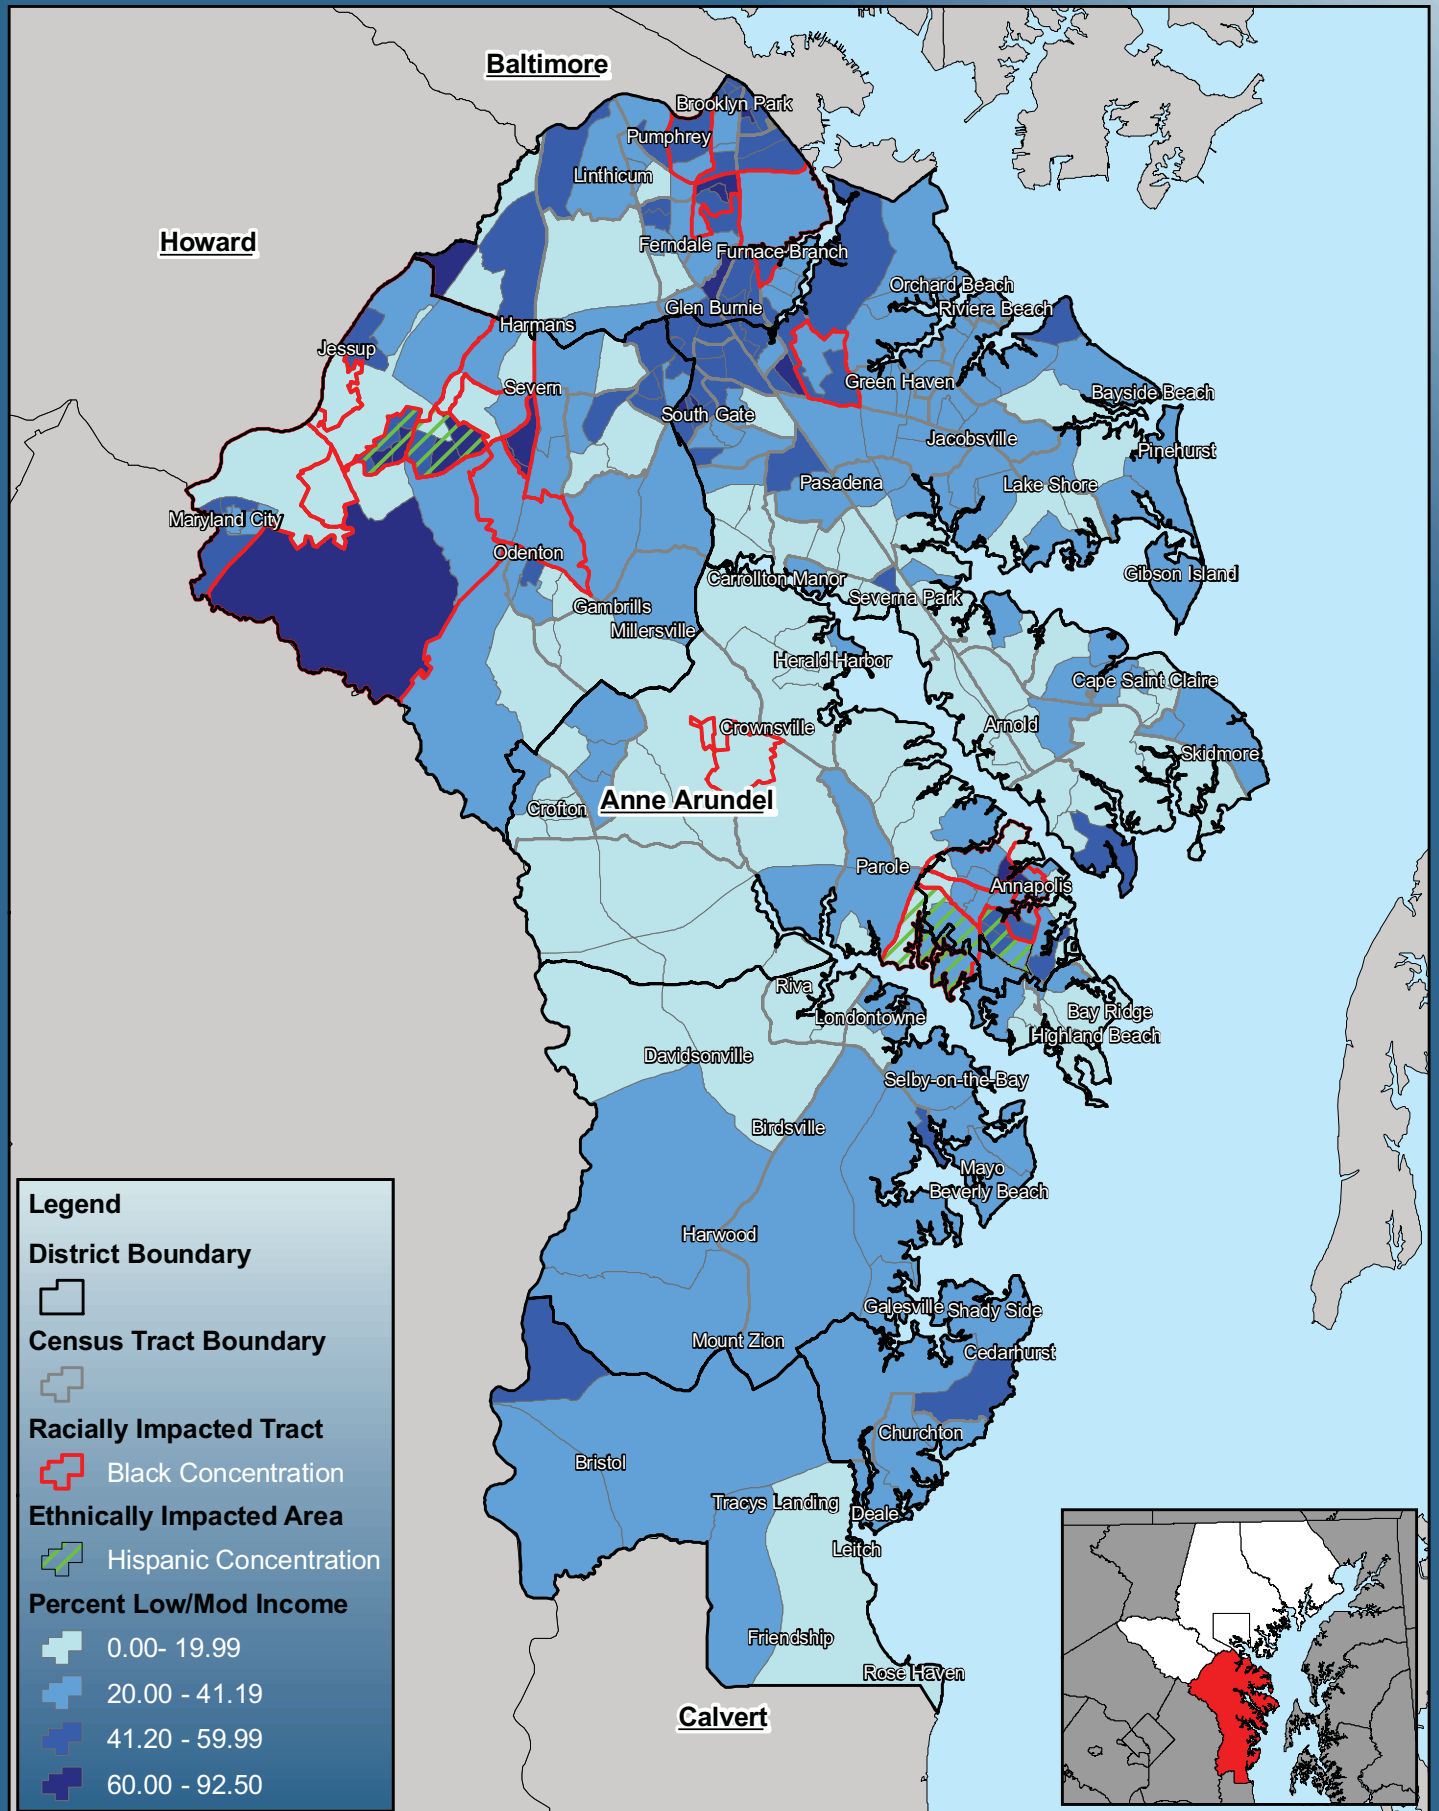 Baltimore
Brooklyn Park
Pumphrey
Linthicum
Howard
Ferndale
Furnace Branch
Orchard Beach
Riviera Beach
Glen Burnie
Harmans
Jessup
Green Haven
Severn
Bayside Beach
South Gate
Jacobsville
Pinehurst
Pasadena
Lake Shore
Maryland City
Odenton
Gibson Island
Carrollton Manor
Severna Park
Gambrills
Millersville
Herald Harbor
Cape Saint Claire
Crownsville
Arnold
Skidmore
Anne Arundel
Crofton
Parole
Annapolis
Riva
Londontowne
Bay Ridge
Highland Beach
Davidsonville
Selby-on-the-Bay
Birdsville
Mayo
Beverly Beach
Harwood
Galesville
Shady Side
Mount Zion
Cedarhurst
Churchton
Bristol
Tracys Landing
Deale
Leitch
Friendship
Rose Haven
Calvert
Legend
District Boundary
Census Tract Boundary
Racially Impacted Tract
Black Concentration
Ethnically Impacted Area
Hispanic Concentration
Percent Low/Mod Income
0.00- 19.99
20.00 - 41.19
41.20 - 59.99
60.00 - 92.50